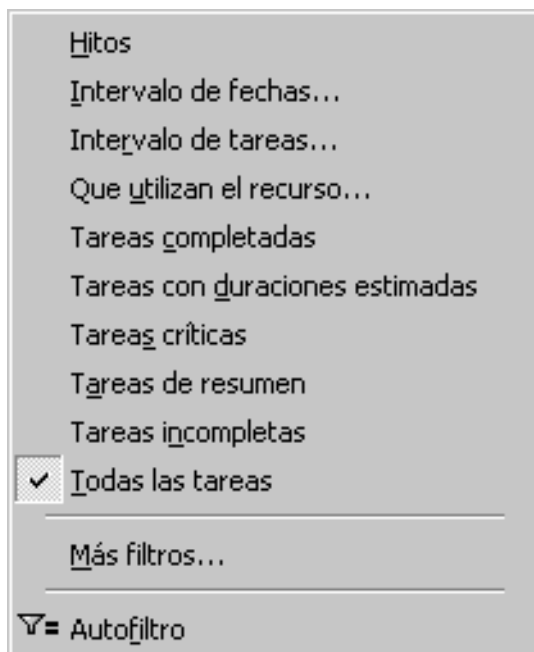 Hitos
Intervalo de fechas...
Intervalo de tareas...
Que utilizan el recurso...
Tareas completadas
Tareas con duraciones estimadas
Tareas críticas
Tareas de resumen
Tareas incompletas
Todas las tareas
Más filtros...
Autofiltro